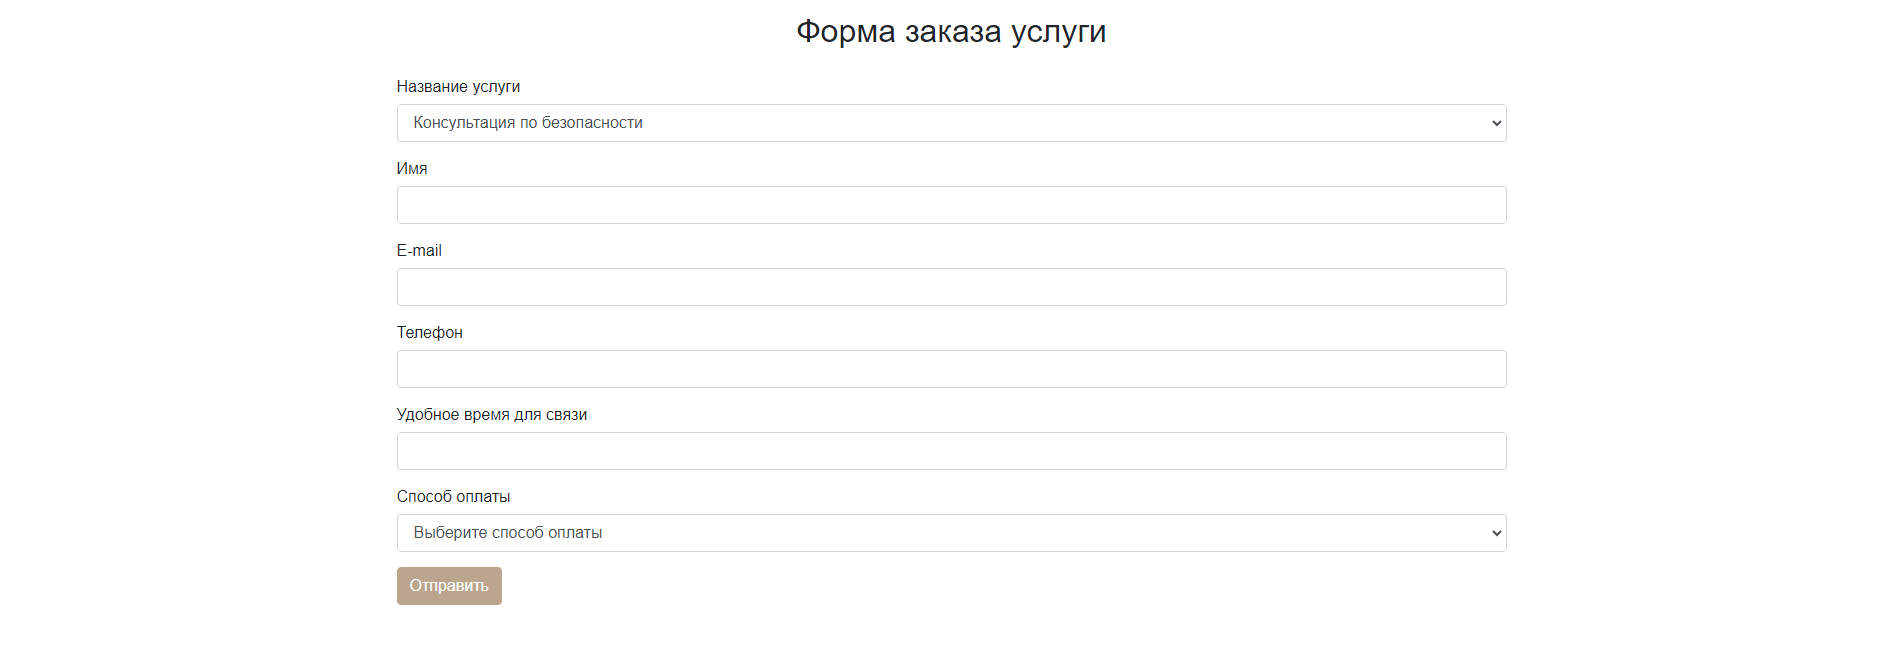 Форма заказа услуги
Название услуги
Консультация по безопасности
Имя
E-mail
Телефон
Удобное время для связи
Способ оплаты
Выберите способ оплаты
Отправить